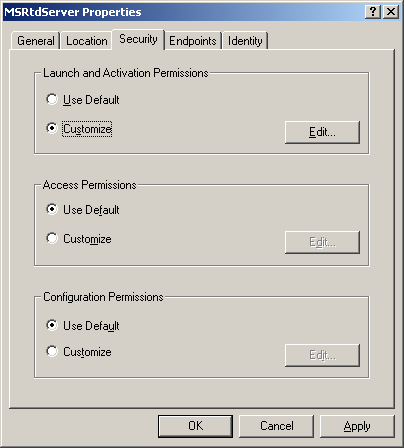 MSRtdServer Properties
General Location Security Endpoints Identity
Launch and Activation Permissions
Use Default
Customize Edit...
Access Permissions
Use Default
Customize Edit...
Configuration Permissions
Use Default
Customize Edit...
OK Cancel Apply